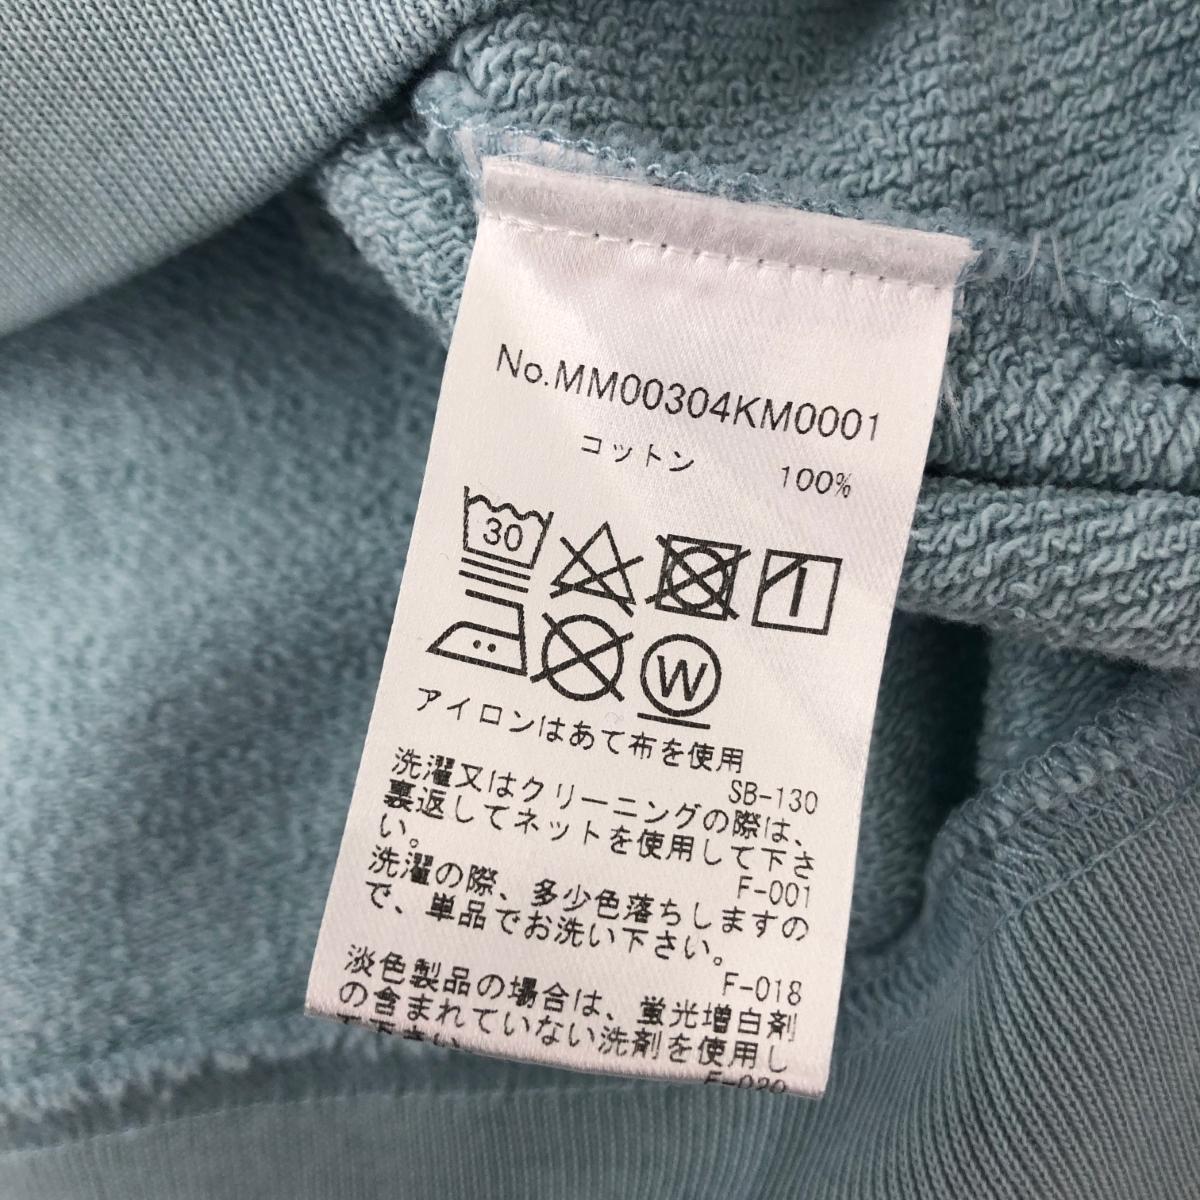 No.MM00304KM0001
コットン 100%
30
W
アイロンはあて布を使用
SB-130
洗濯又はクリーニングの際は、
裏返してネットを使用して下さ
い。
F-001
洗濯の際、多少色落ちしますの
で、単品でお洗い下さい。
F-018
淡色製品の場合は、蛍光増白剤
の含まれていない洗剤を使用し
て下さい。
F-020